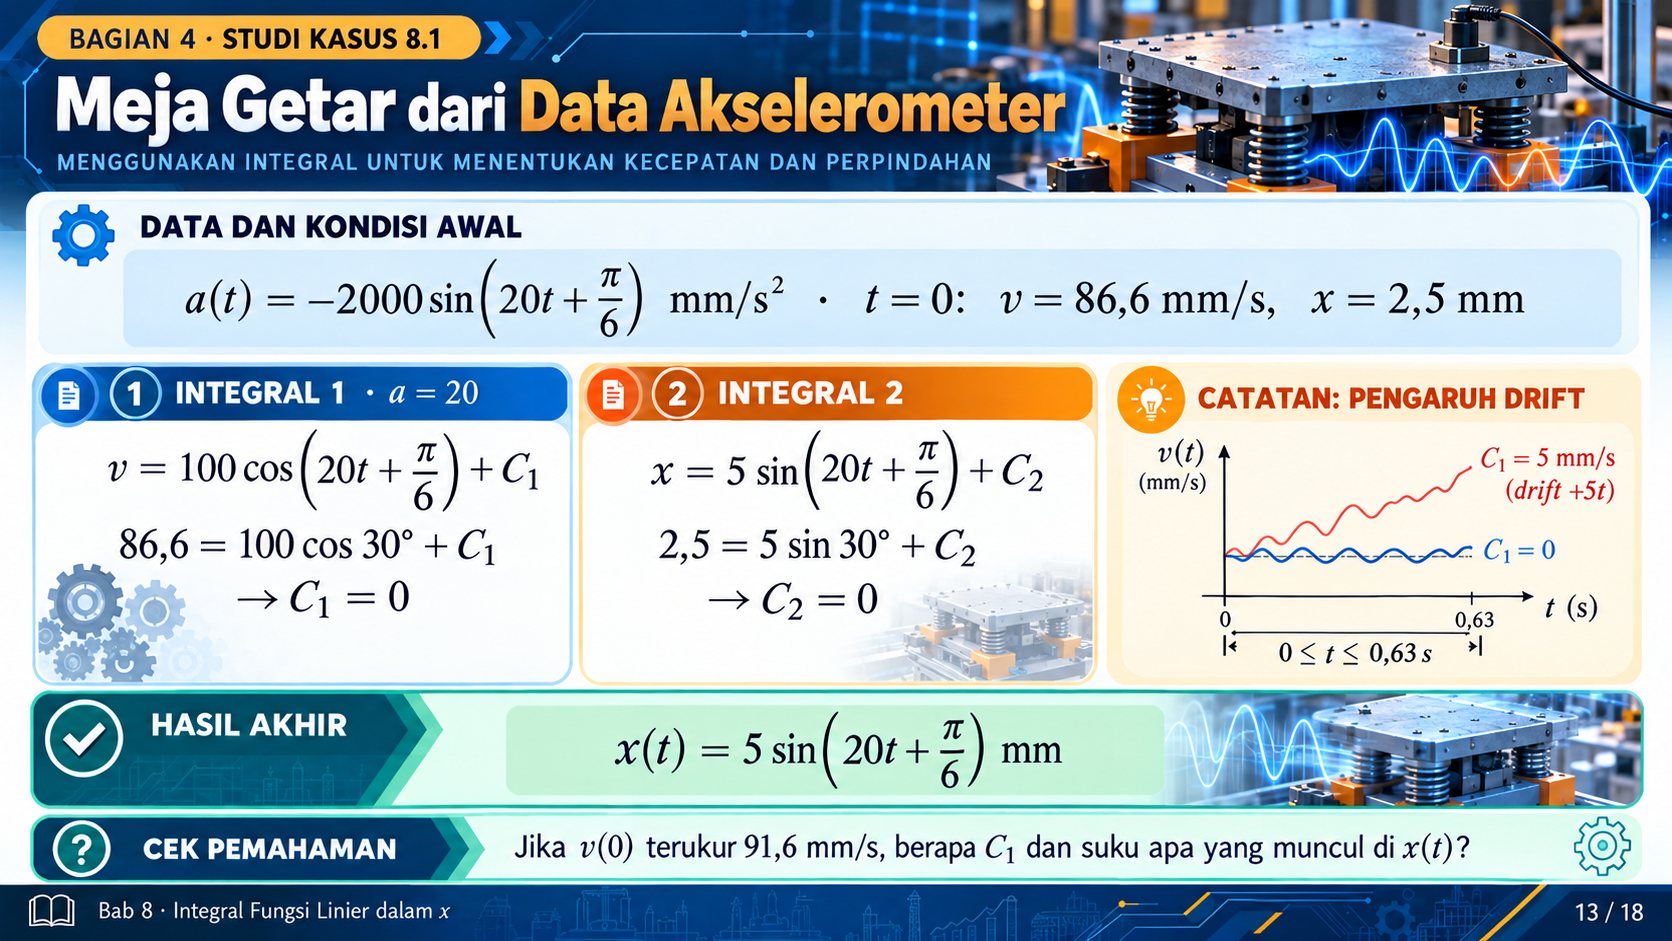 BAGIAN 4 · STUDI KASUS 8.1
Meja Getar dari Data Akselerometer
MENGGUNAKAN INTEGRAL UNTUK MENENTUKAN KECEPATAN DAN PERPINDAHAN
DATA DAN KONDISI AWAL
a(t) = −2000 sin(20t + π/6) mm/s² · t = 0: v = 86,6 mm/s, x = 2,5 mm
1 INTEGRAL 1 · a = 20
v = 100 cos(20t + π/6) + C₁
86,6 = 100 cos 30° + C₁
→ C₁ = 0
2 INTEGRAL 2
x = 5 sin(20t + π/6) + C₂
2,5 = 5 sin 30° + C₂
→ C₂ = 0
CATATAN: PENGARUH DRIFT
v(t)
(mm/s)
C₁ = 5 mm/s
(drift +5t)
C₁ = 0
0
0,63
t (s)
0 ≤ t ≤ 0,63 s
HASIL AKHIR
x(t) = 5 sin(20t + π/6) mm
?
CEK PEMAHAMAN
Jika v(0) terukur 91,6 mm/s, berapa C₁ dan suku apa yang muncul di x(t)?
Bab 8 · Integral Fungsi Linier dalam x
13 / 18